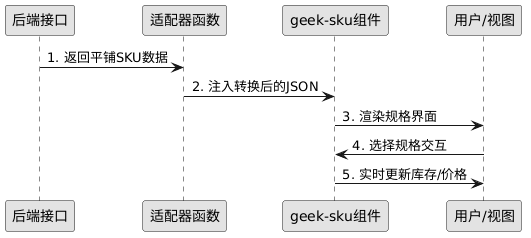 后端接口 适配器函数 geek-sku组件 用户/视图
1. 返回平铺SKU数据
2. 注入转换后的JSON
3. 渲染规格界面
4. 选择规格交互
5. 实时更新库存/价格
后端接口 适配器函数 geek-sku组件 用户/视图